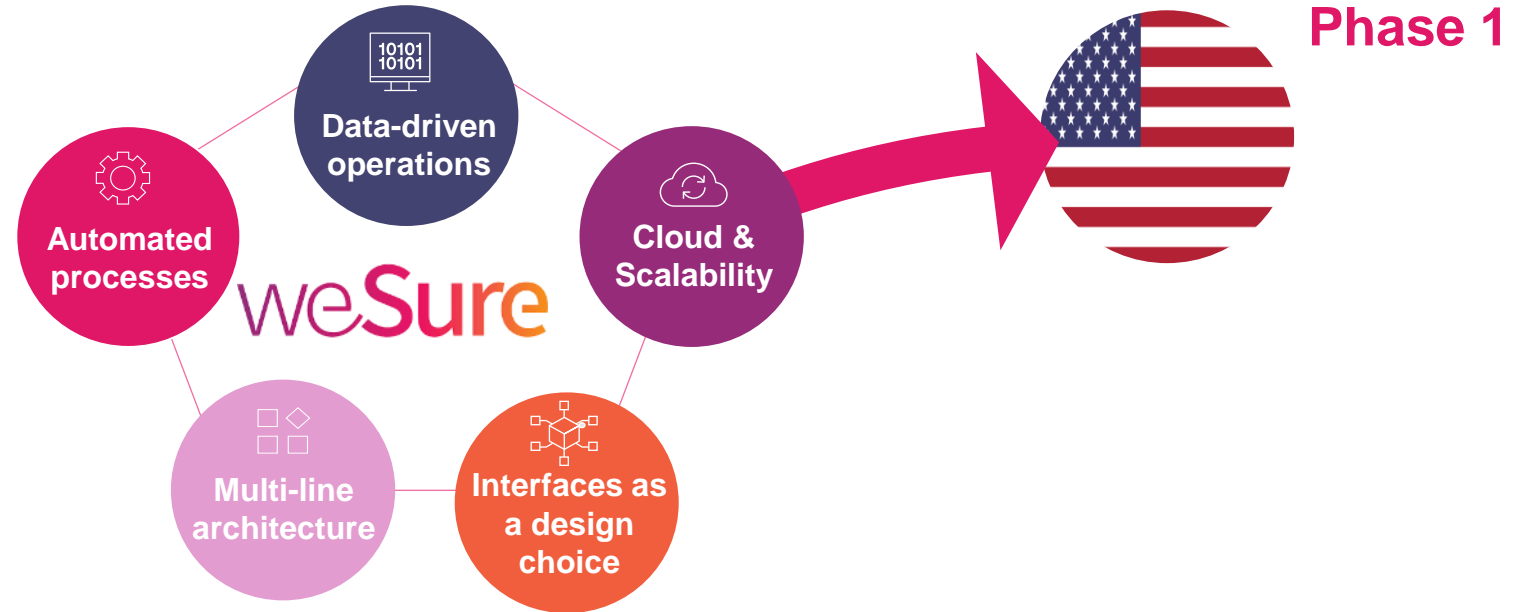 Phase 1
10101
10101
Data-driven
operations
Automated
processes
Cloud &
Scalability
weSure
Multi-line
architecture
Interfaces as
a design
choice